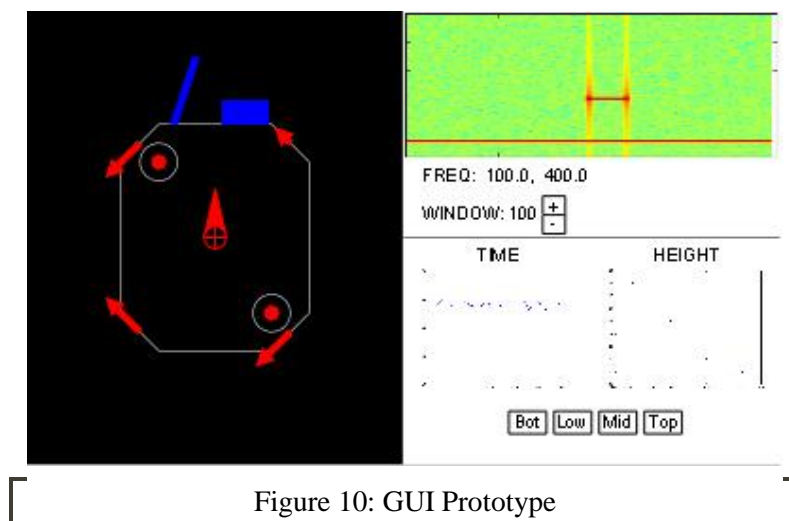 FREQ: 100.0, 400.0
WINDOW: 100 +
-
TIME HEIGHT
Bot Low Mid Top
Figure 10: GUI Prototype